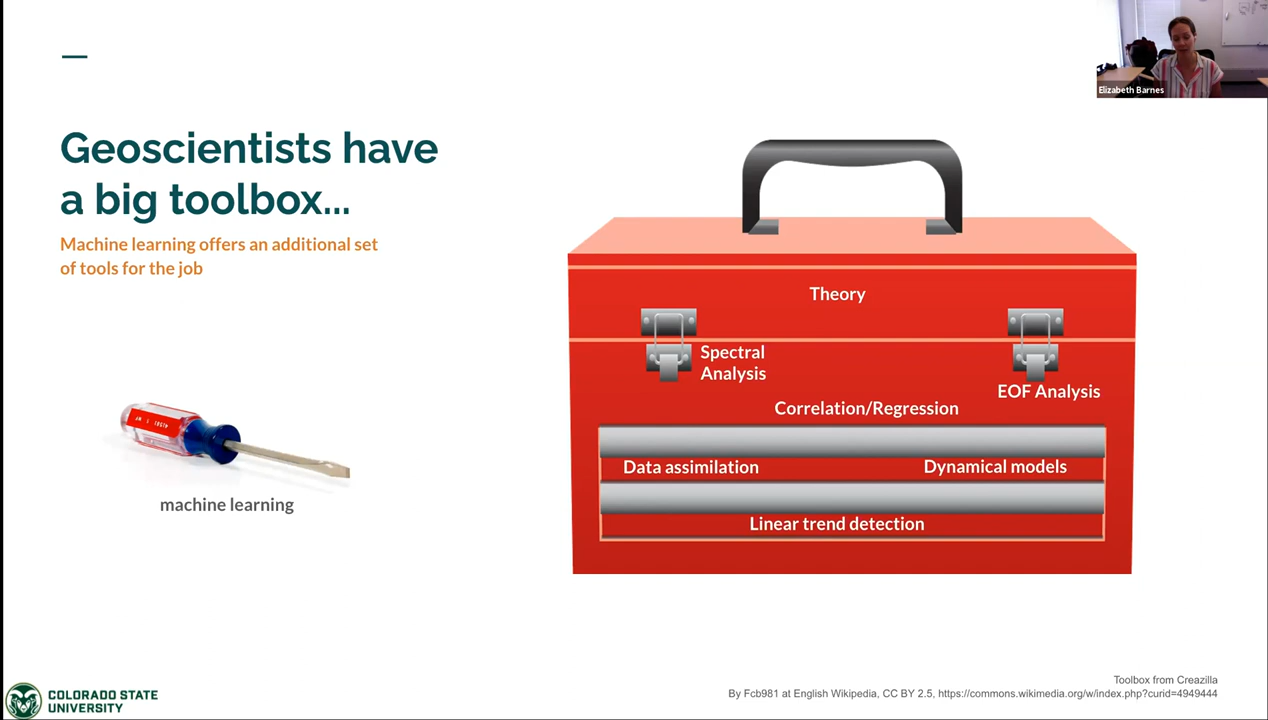 Elizabeth Barnes
Geoscientists have
a big toolbox...
Machine learning offers an additional set
of tools for the job
Theory
Spectral
Analysis
EOF Analysis
Correlation/Regression
Data assimilation
Dynamical models
Linear trend detection
machine learning
Toolbox from Creazilla
By Fcb981 at English Wikipedia, CC BY 2.5, https://commons.wikimedia.org/w/index.php?curid=4949444
COLORADO STATE
UNIVERSITY